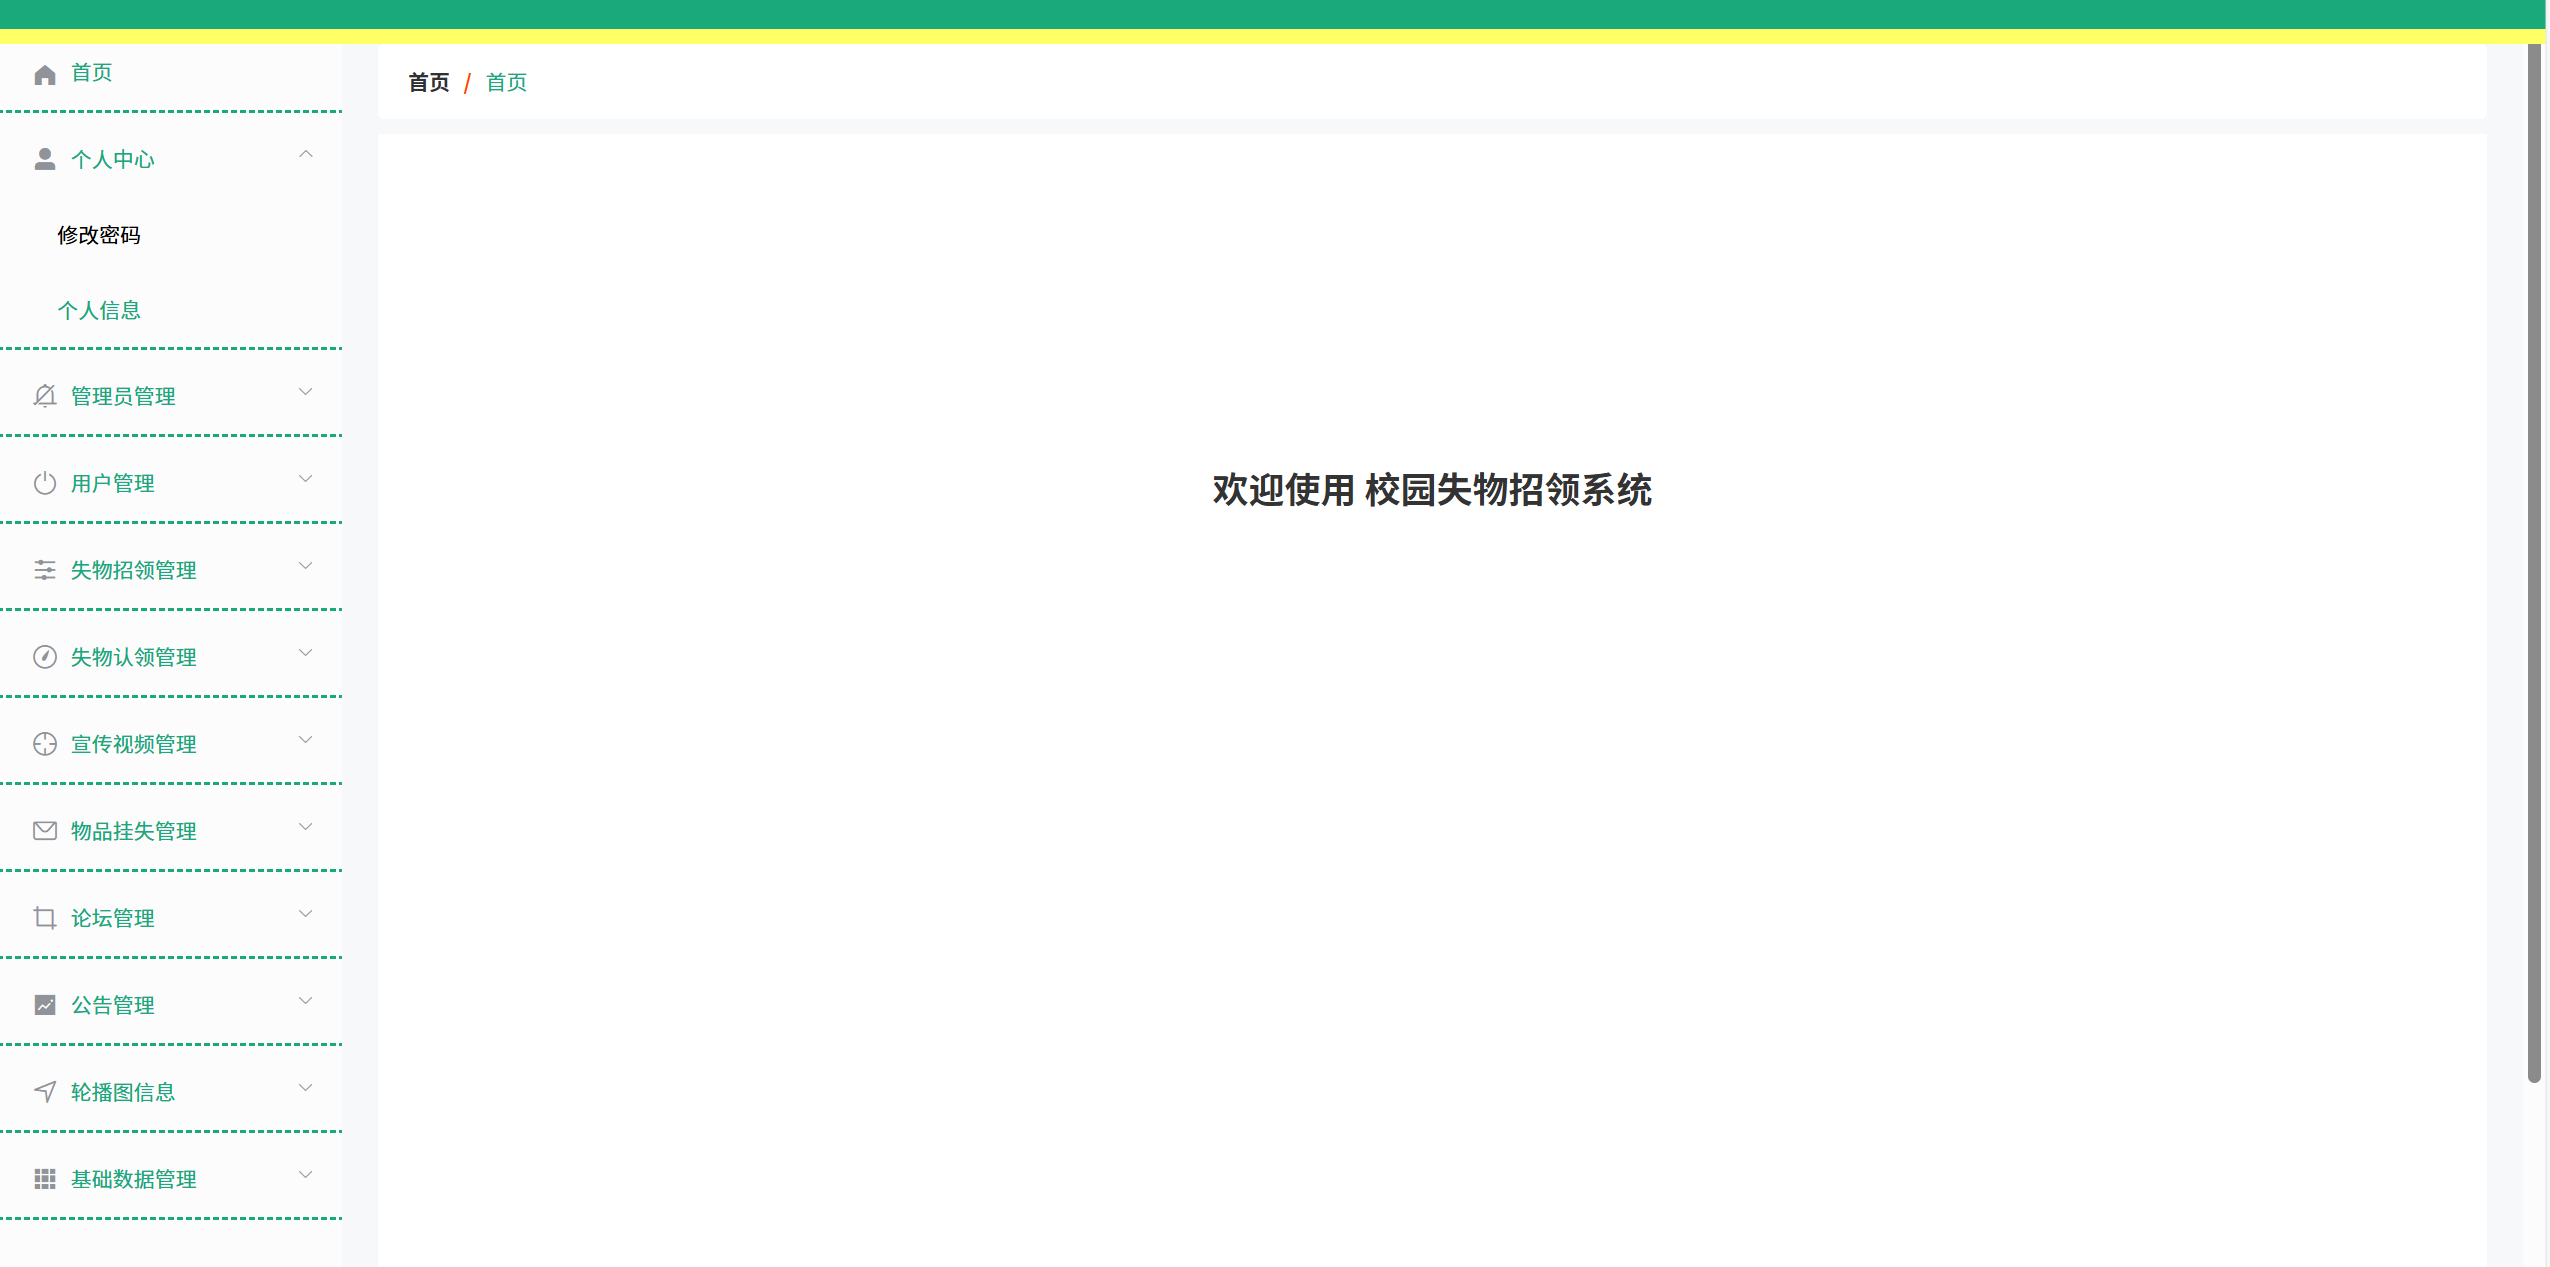 首页
个人中心
修改密码
个人信息
管理员管理
用户管理
失物招领管理
失物认领管理
宣传视频管理
物品挂失管理
论坛管理
公告管理
轮播图信息
基础数据管理
首页 / 首页
欢迎使用 校园失物招领系统